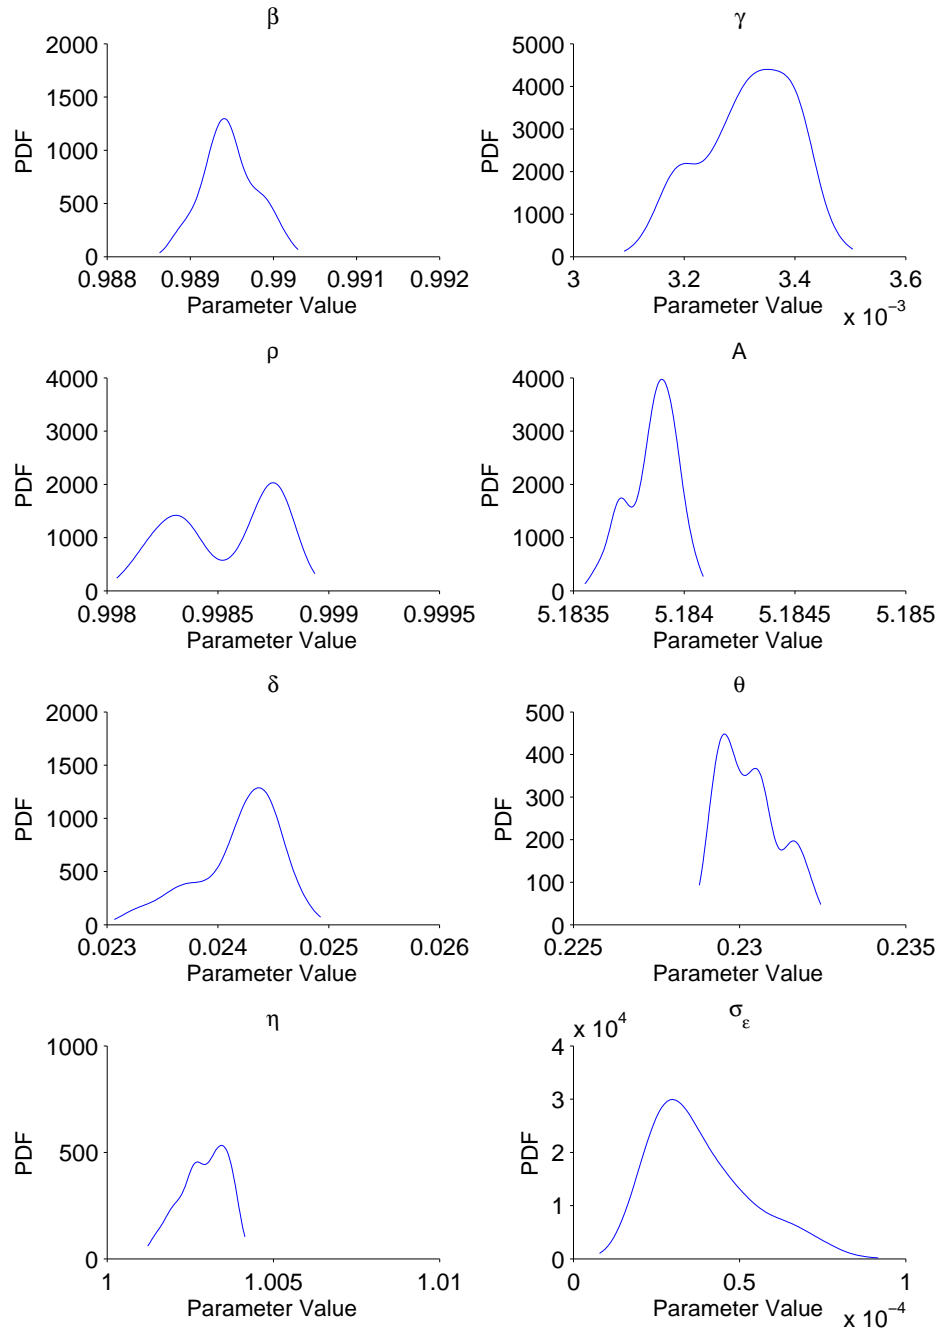 β
2000
1500
1000
500
0
PDF
0.988
0.989
0.99
0.991
0.992
Parameter Value
γ
5000
4000
3000
2000
1000
0
PDF
3
3.2
3.4
3.6
Parameter Value
x 10⁻³
ρ
4000
3000
2000
1000
0
PDF
0.998
0.9985
0.999
0.9995
Parameter Value
A
4000
3000
2000
1000
0
PDF
5.1835
5.184
5.1845
5.185
Parameter Value
δ
2000
1500
1000
500
0
PDF
0.023
0.024
0.025
0.026
Parameter Value
θ
500
400
300
200
100
0
PDF
0.225
0.23
0.235
Parameter Value
η
1000
500
0
PDF
1
1.005
1.01
Parameter Value
σε
x 10⁴
4
3
2
1
0
PDF
0
0.5
1
Parameter Value
x 10⁻⁴